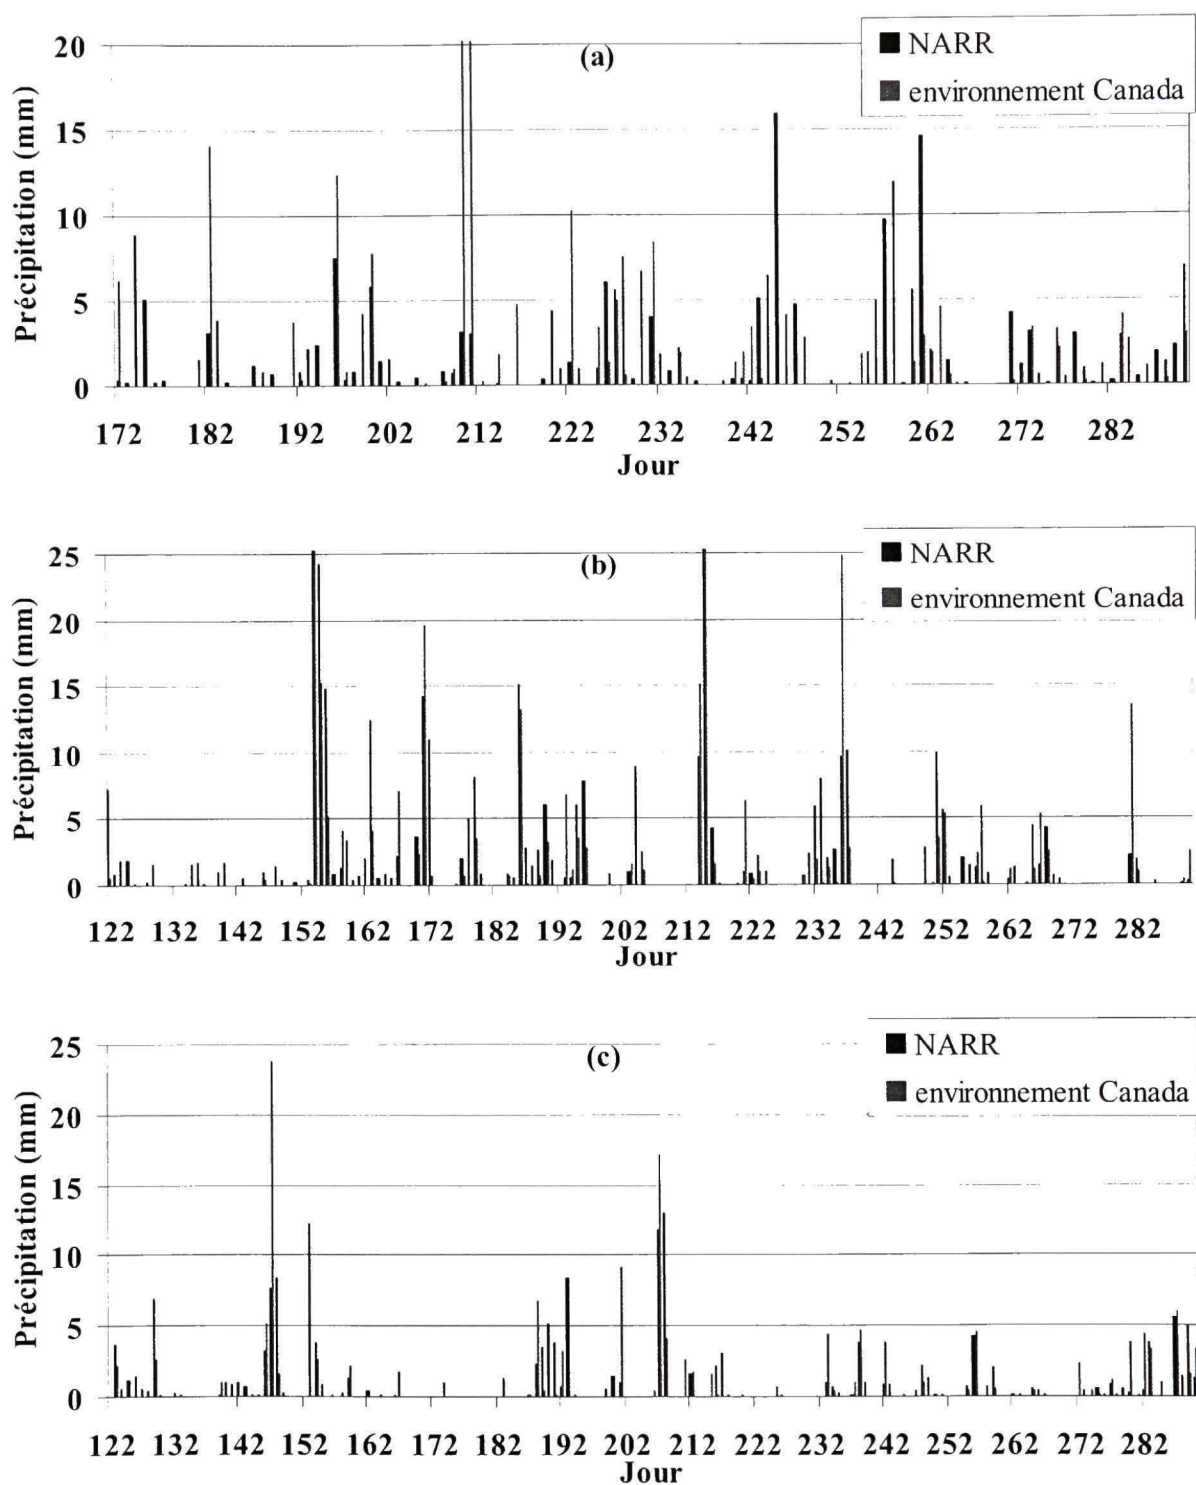 (a)
NARR
environnement Canada
Précipitation (mm)
20
15
10
5
0
172 182 192 202 212 222 232 242 252 262 272 282
Jour
(b)
NARR
environnement Canada
Précipitation (mm)
25
20
15
10
5
0
122 132 142 152 162 172 182 192 202 212 222 232 242 252 262 272 282
Jour
(c)
NARR
environnement Canada
Précipitation (mm)
25
20
15
10
5
0
122 132 142 152 162 172 182 192 202 212 222 232 242 252 262 272 282
Jour